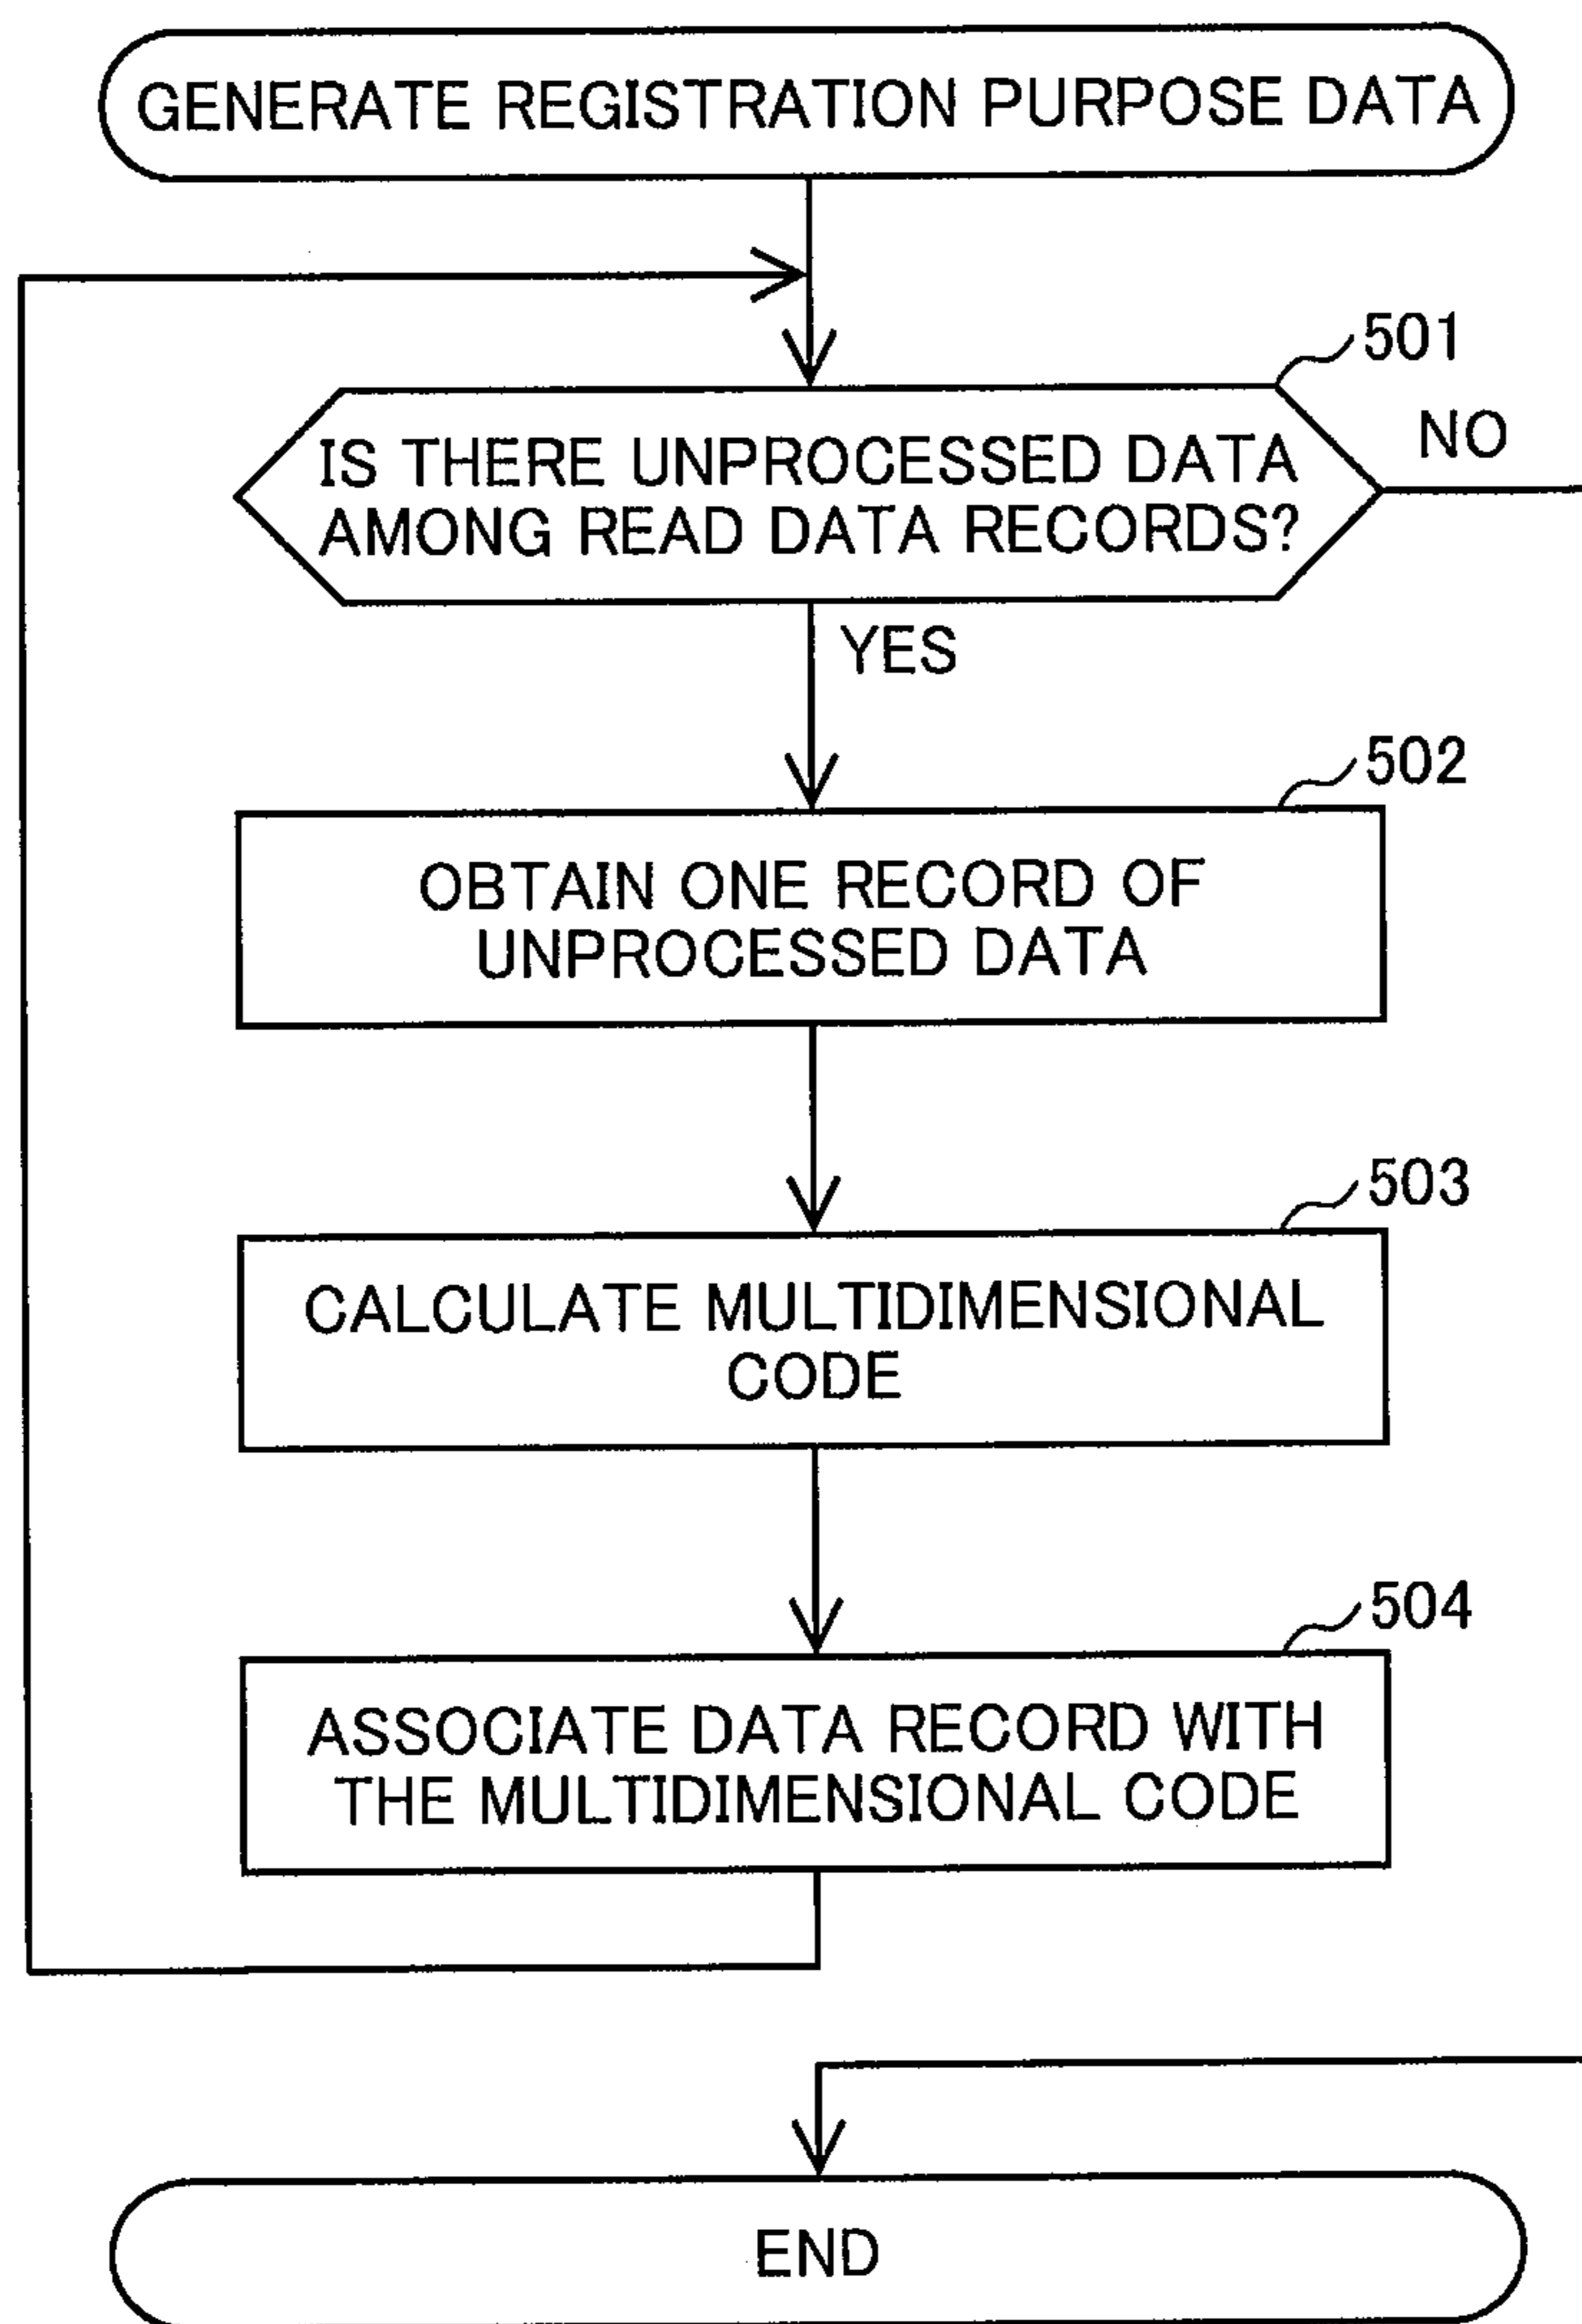 GENERATE REGISTRATION PURPOSE DATA
501
IS THERE UNPROCESSED DATA
AMONG READ DATA RECORDS?
NO
YES
502
OBTAIN ONE RECORD OF
UNPROCESSED DATA
503
CALCULATE MULTIDIMENSIONAL
CODE
504
ASSOCIATE DATA RECORD WITH
THE MULTIDIMENSIONAL CODE
END